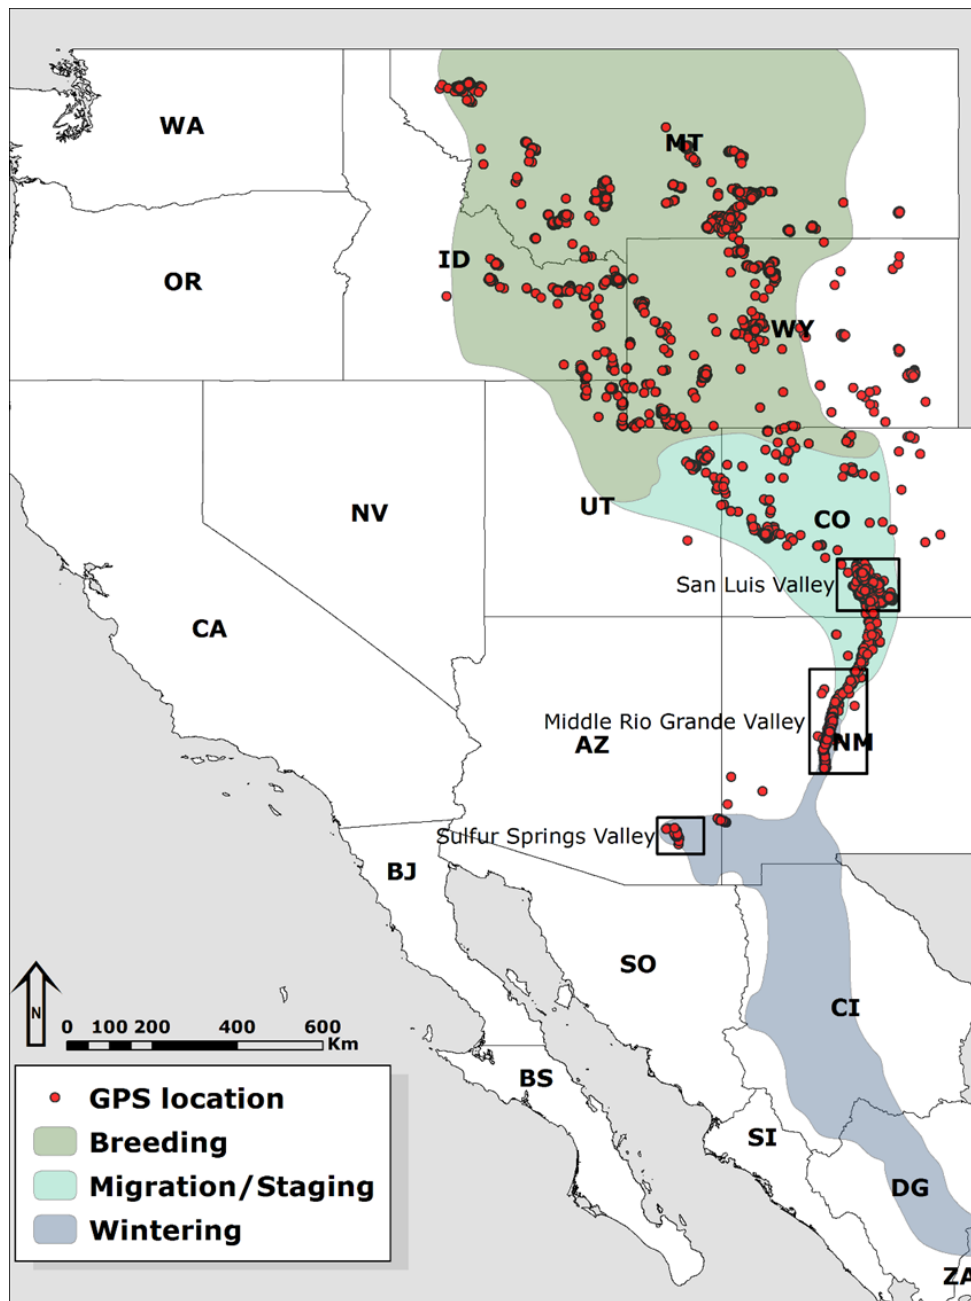 WA
MT
OR
ID
WY
NV
UT
CO
San Luis Valley
CA
Middle Rio Grande Valley
AZ
NM
Sulfur Springs Valley
BJ
SO
N
0 100 200 400 600
Km
CI
BS
SI
DG
ZA
GPS location
Breeding
Migration/Staging
Wintering